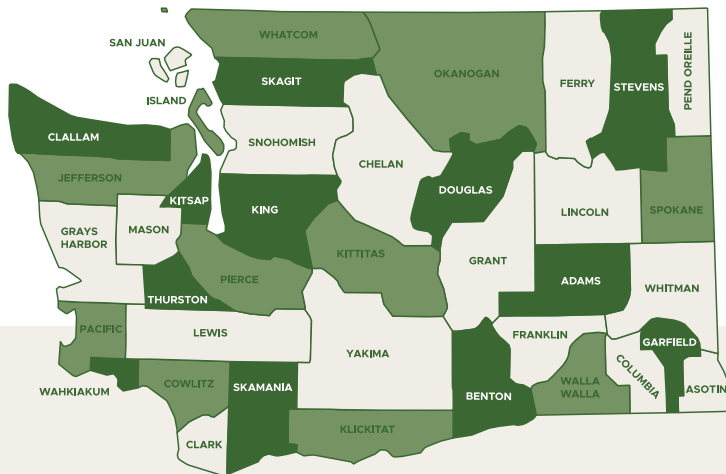 WHATCOM
SAN JUAN
SKAGIT
OKANOGAN
FERRY
STEVENS
PEND OREILLE
ISLAND
CLALLAM
SNOHOMISH
CHELAN
JEFFERSON
KITSAP
KING
DOUGLAS
LINCOLN
SPOKANE
GRAYS
HARBOR
MASON
KITTITAS
GRANT
PIERCE
ADAMS
WHITMAN
THURSTON
PACIFIC
LEWIS
YAKIMA
FRANKLIN
GARFIELD
WAHKIAKUM
COWLITZ
SKAMANIA
BENTON
WALLA
WALLA
COLUMBIA
ASOTIN
CLARK
KLICKITAT